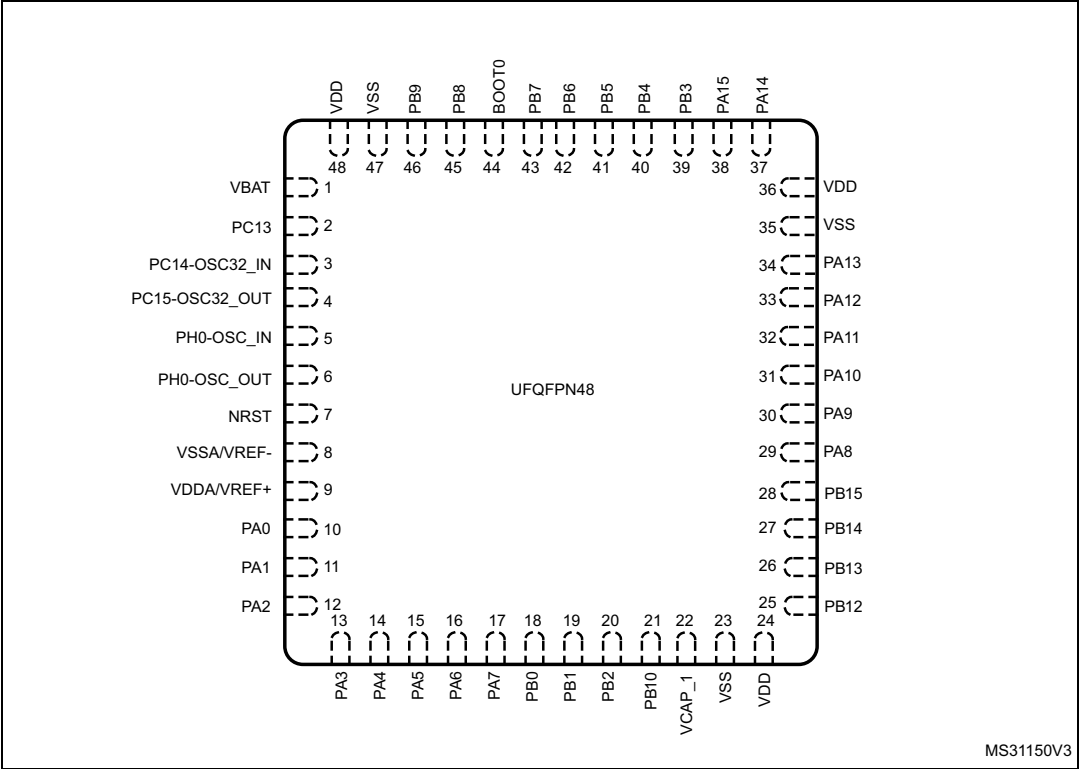 VDD
VSS
PB9
PB8
BOOT0
PB7
PB6
PB5
PB4
PB3
PA15
PA14
48
47
46
45
44
43
42
41
40
39
38
37
VBAT 1
PC13 2
PC14-OSC32_IN 3
PC15-OSC32_OUT 4
PH0-OSC_IN 5
PH0-OSC_OUT 6
NRST 7
VSSA/VREF- 8
VDDA/VREF+ 9
PA0 10
PA1 11
PA2 12
UFQFPN48
36 VDD
35 VSS
34 PA13
33 PA12
32 PA11
31 PA10
30 PA9
29 PA8
28 PB15
27 PB14
26 PB13
25 PB12
13
14
15
16
17
18
19
20
21
22
23
24
PA3
PA4
PA5
PA6
PA7
PB0
PB1
PB2
PB10
VCAP_1
VSS
VDD
MS31150V3